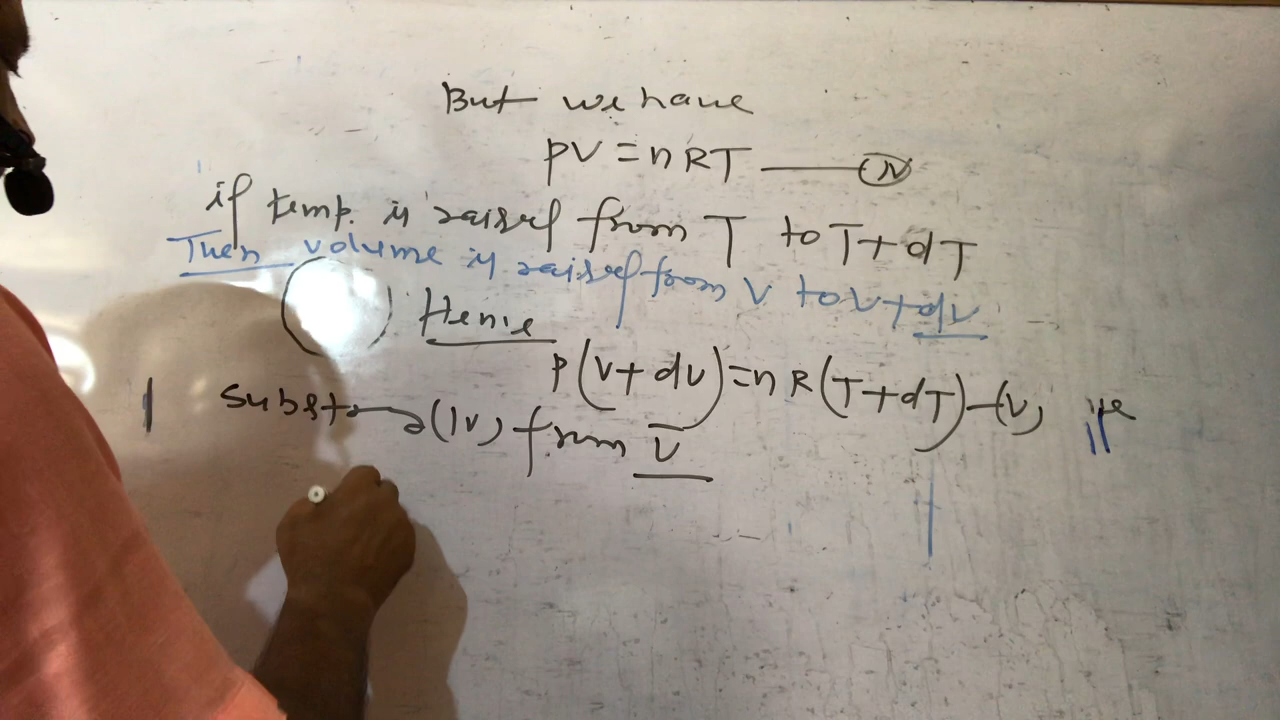 But we have
PV = nRT — (IV)
if temp. is raised from T to T+dT
Then volume is raised from V to V+dV
Hence
P(V+dV) = nR(T+dT) — (V)
Subst (IV) from V